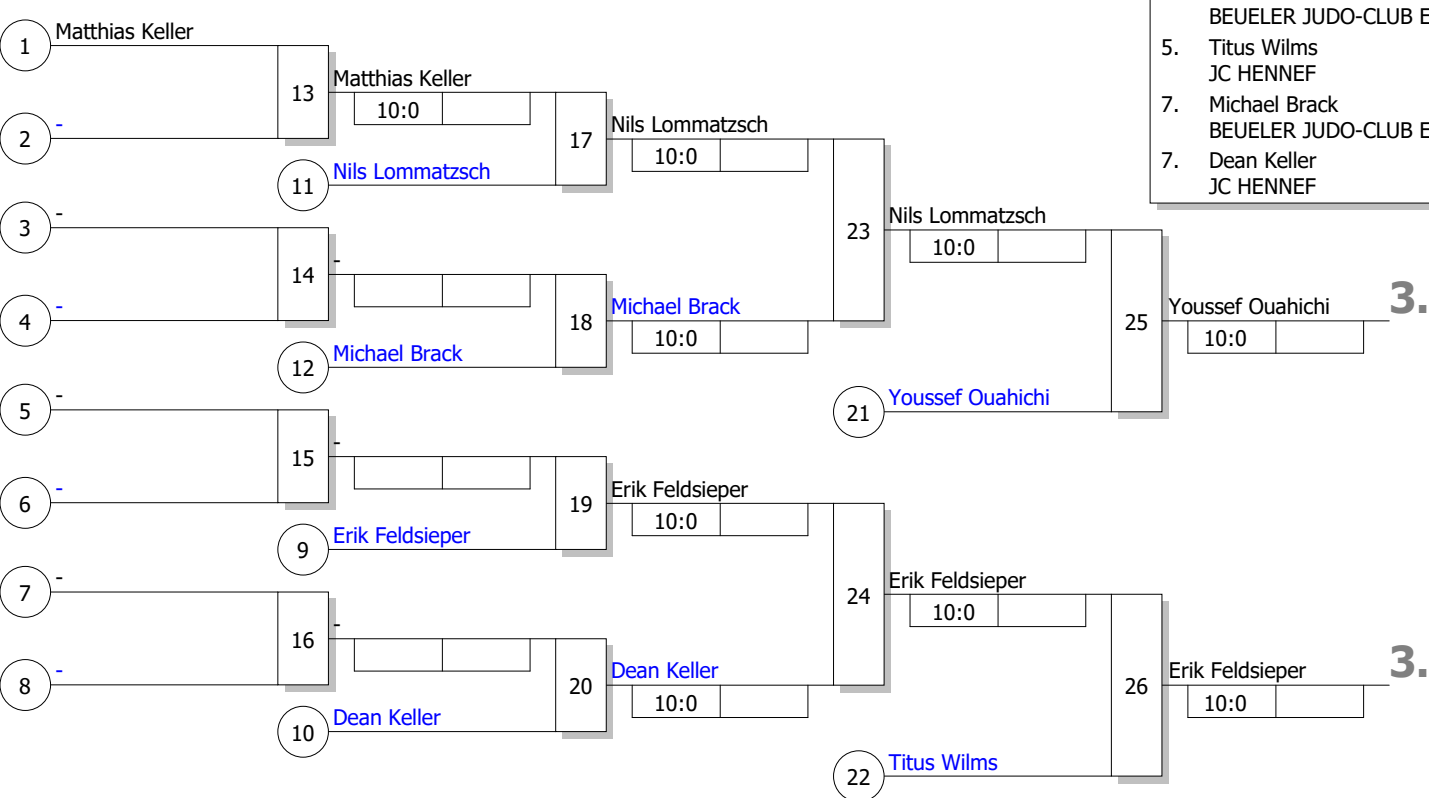 BEUELER JUDO-CLUB E
5. Titus Wilms
JC HENNEF
7. Michael Brack
BEUELER JUDO-CLUB E
7. Dean Keller
JC HENNEF
1 Matthias Keller
13 Matthias Keller
10:0
2 -
17 Nils Lommatzsch
10:0
11 Nils Lommatzsch
3 -
23 Nils Lommatzsch
10:0
14 -
4 -
18 Michael Brack
10:0
25 Youssef Ouahichi 3.
10:0
12 Michael Brack
5 -
21 Youssef Ouahichi
15 -
6 -
19 Erik Feldsieper
10:0
9 Erik Feldsieper
7 -
24 Erik Feldsieper
10:0
16 -
8 -
20 Dean Keller
10:0
26 Erik Feldsieper 3.
10:0
10 Dean Keller
22 Titus Wilms